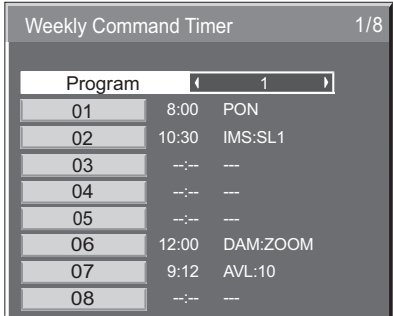 Weekly Command Timer 1/8
Program 1
01 8:00 PON
02 10:30 IMS:SL1
03 --:-- ---
04 --:-- ---
05 --:-- ---
06 12:00 DAM:ZOOM
07 9:12 AVL:10
08 --:-- ---